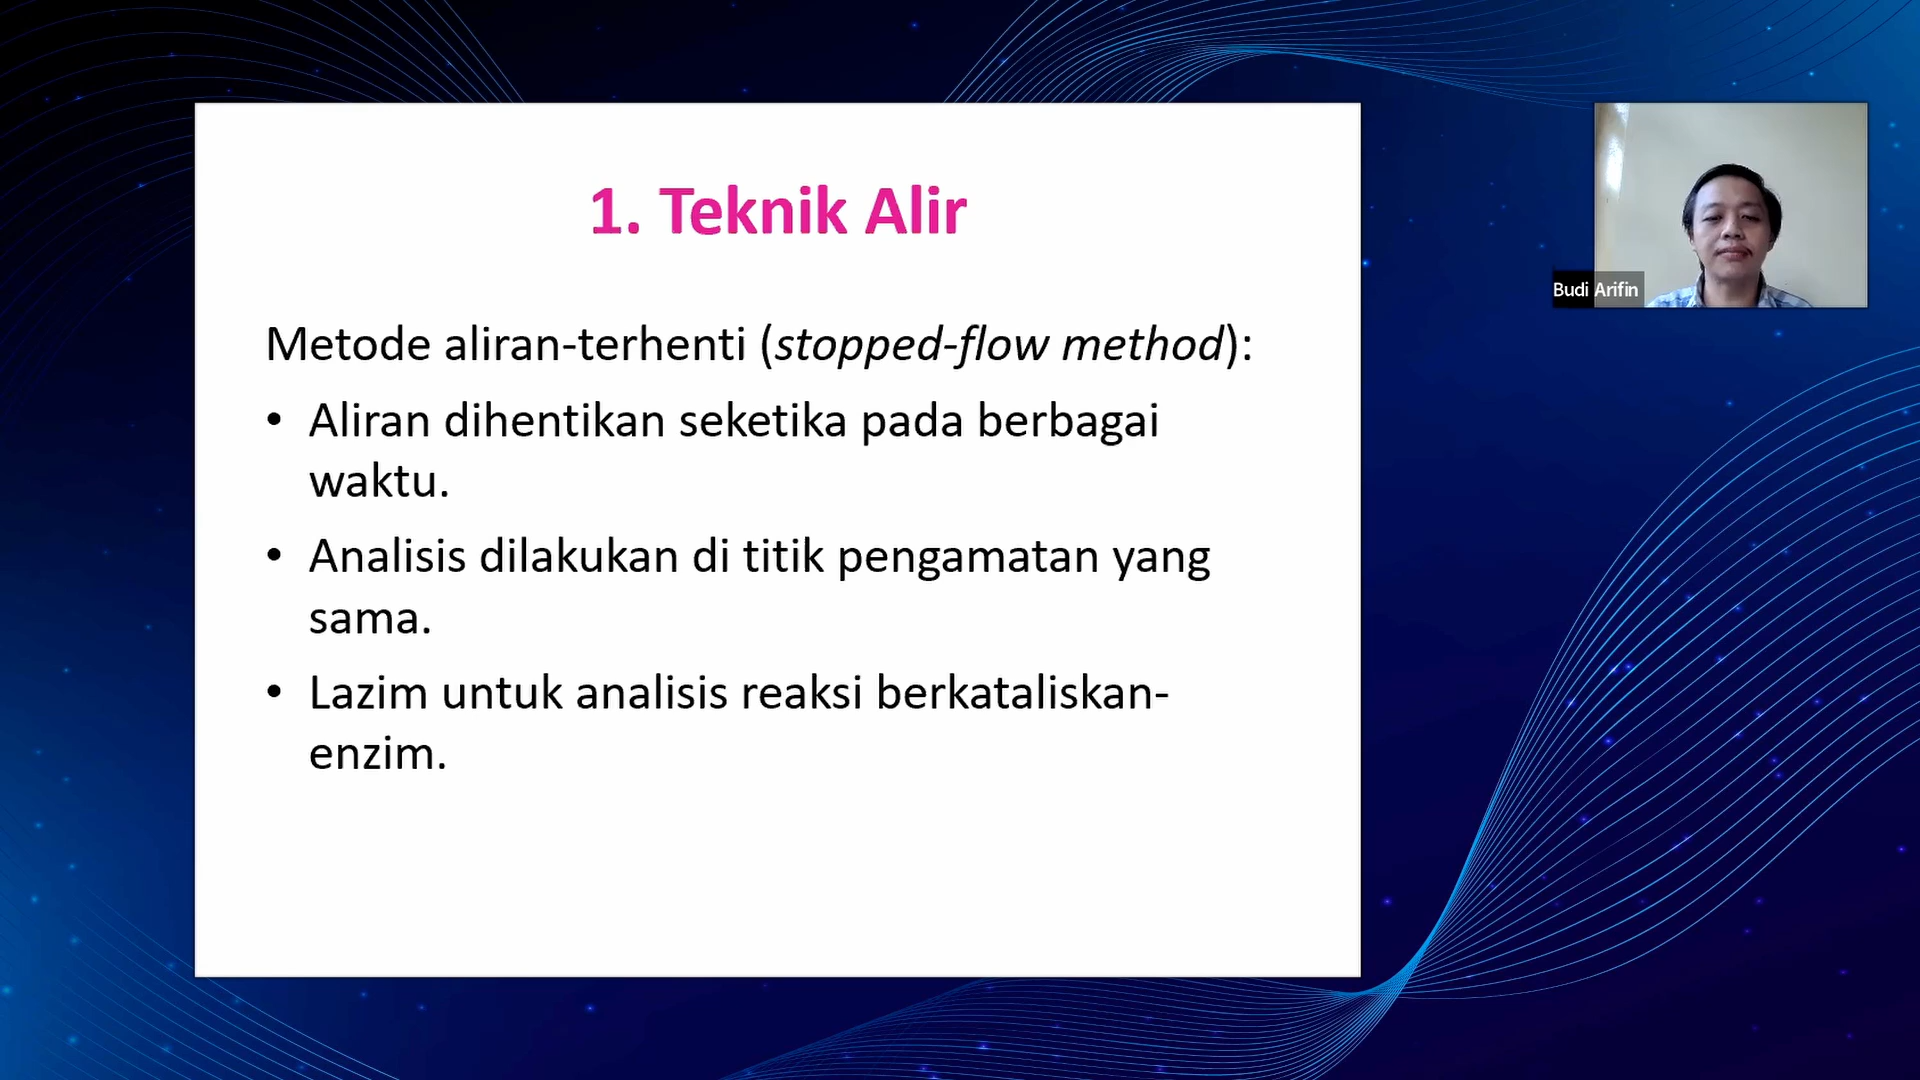 1. Teknik Alir
Budi Arifin
Metode aliran-terhenti (stopped-flow method):
• Aliran dihentikan seketika pada berbagai
waktu.
• Analisis dilakukan di titik pengamatan yang
sama.
• Lazim untuk analisis reaksi berkataliskan-
enzim.